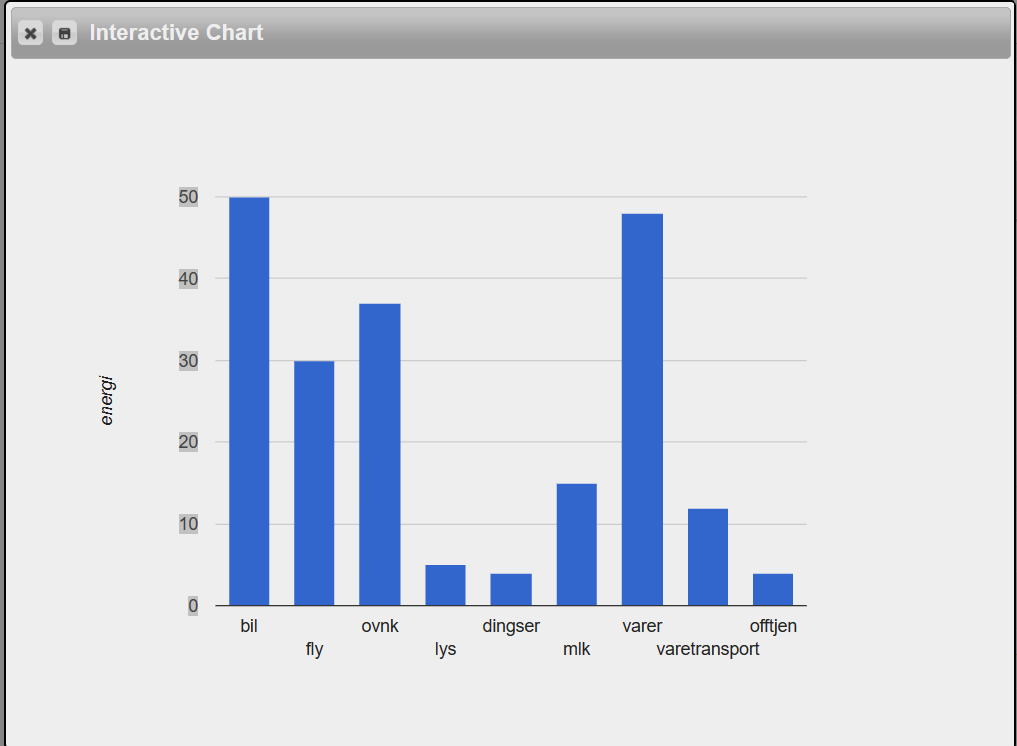 Interactive Chart
50
40
30
energi
20
10
0
bil
ovnk
dingser
varer
offtjen
fly
lys
mlk
varetransport